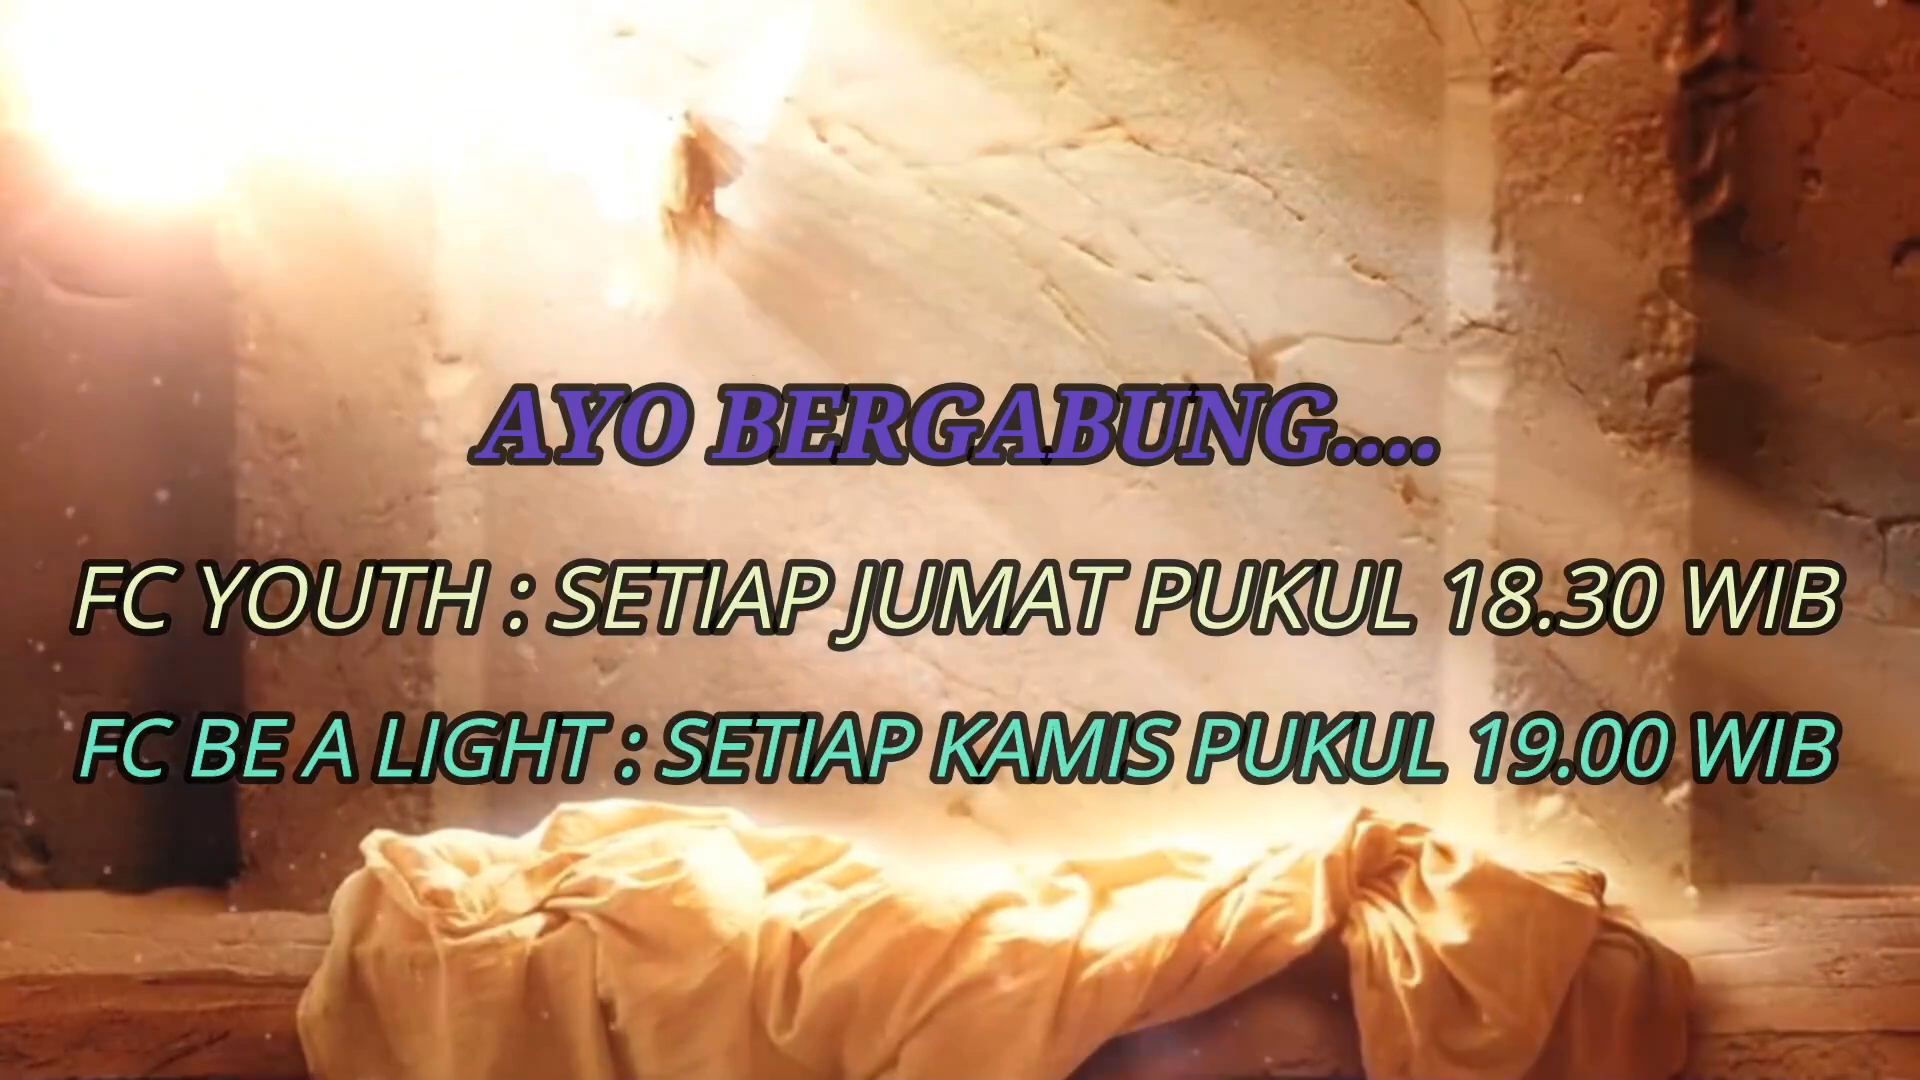 AYO BERGABUNG....
FC YOUTH : SETIAP JUMAT PUKUL 18.30 WIB
FC BE A LIGHT : SETIAP KAMIS PUKUL 19.00 WIB